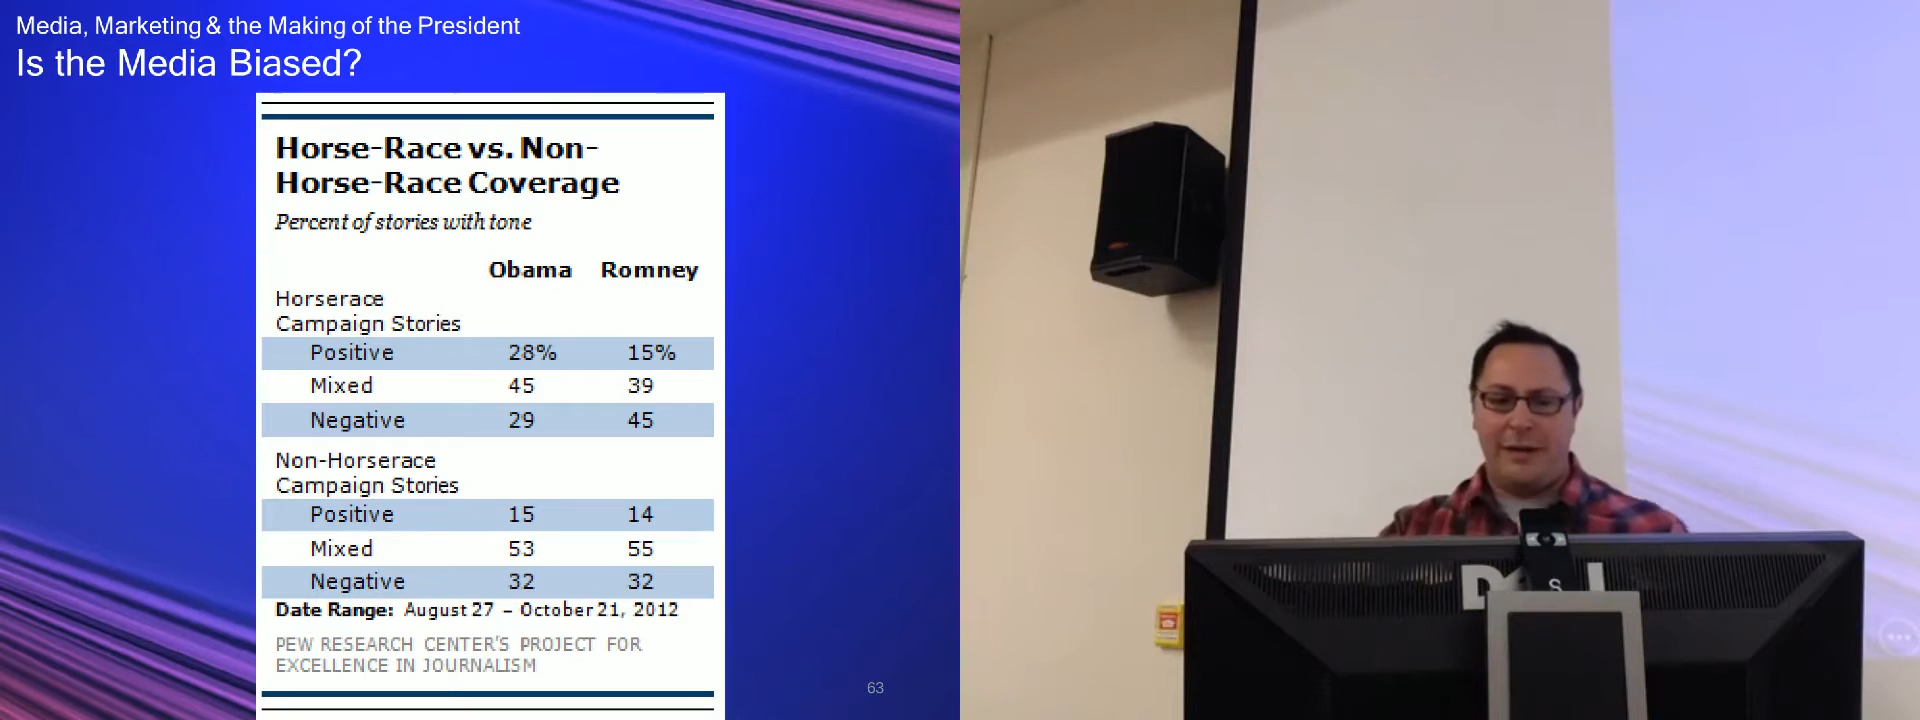 Media, Marketing & the Making of the President
Is the Media Biased?
Horse-Race vs. Non-
Horse-Race Coverage
Percent of stories with tone
Obama Romney
Horserace
Campaign Stories
Positive 28% 15%
Mixed 45 39
Negative 29 45
Non-Horserace
Campaign Stories
Positive 15 14
Mixed 53 55
Negative 32 32
Date Range: August 27 – October 21, 2012
PEW RESEARCH CENTER'S PROJECT FOR
EXCELLENCE IN JOURNALISM
63
S